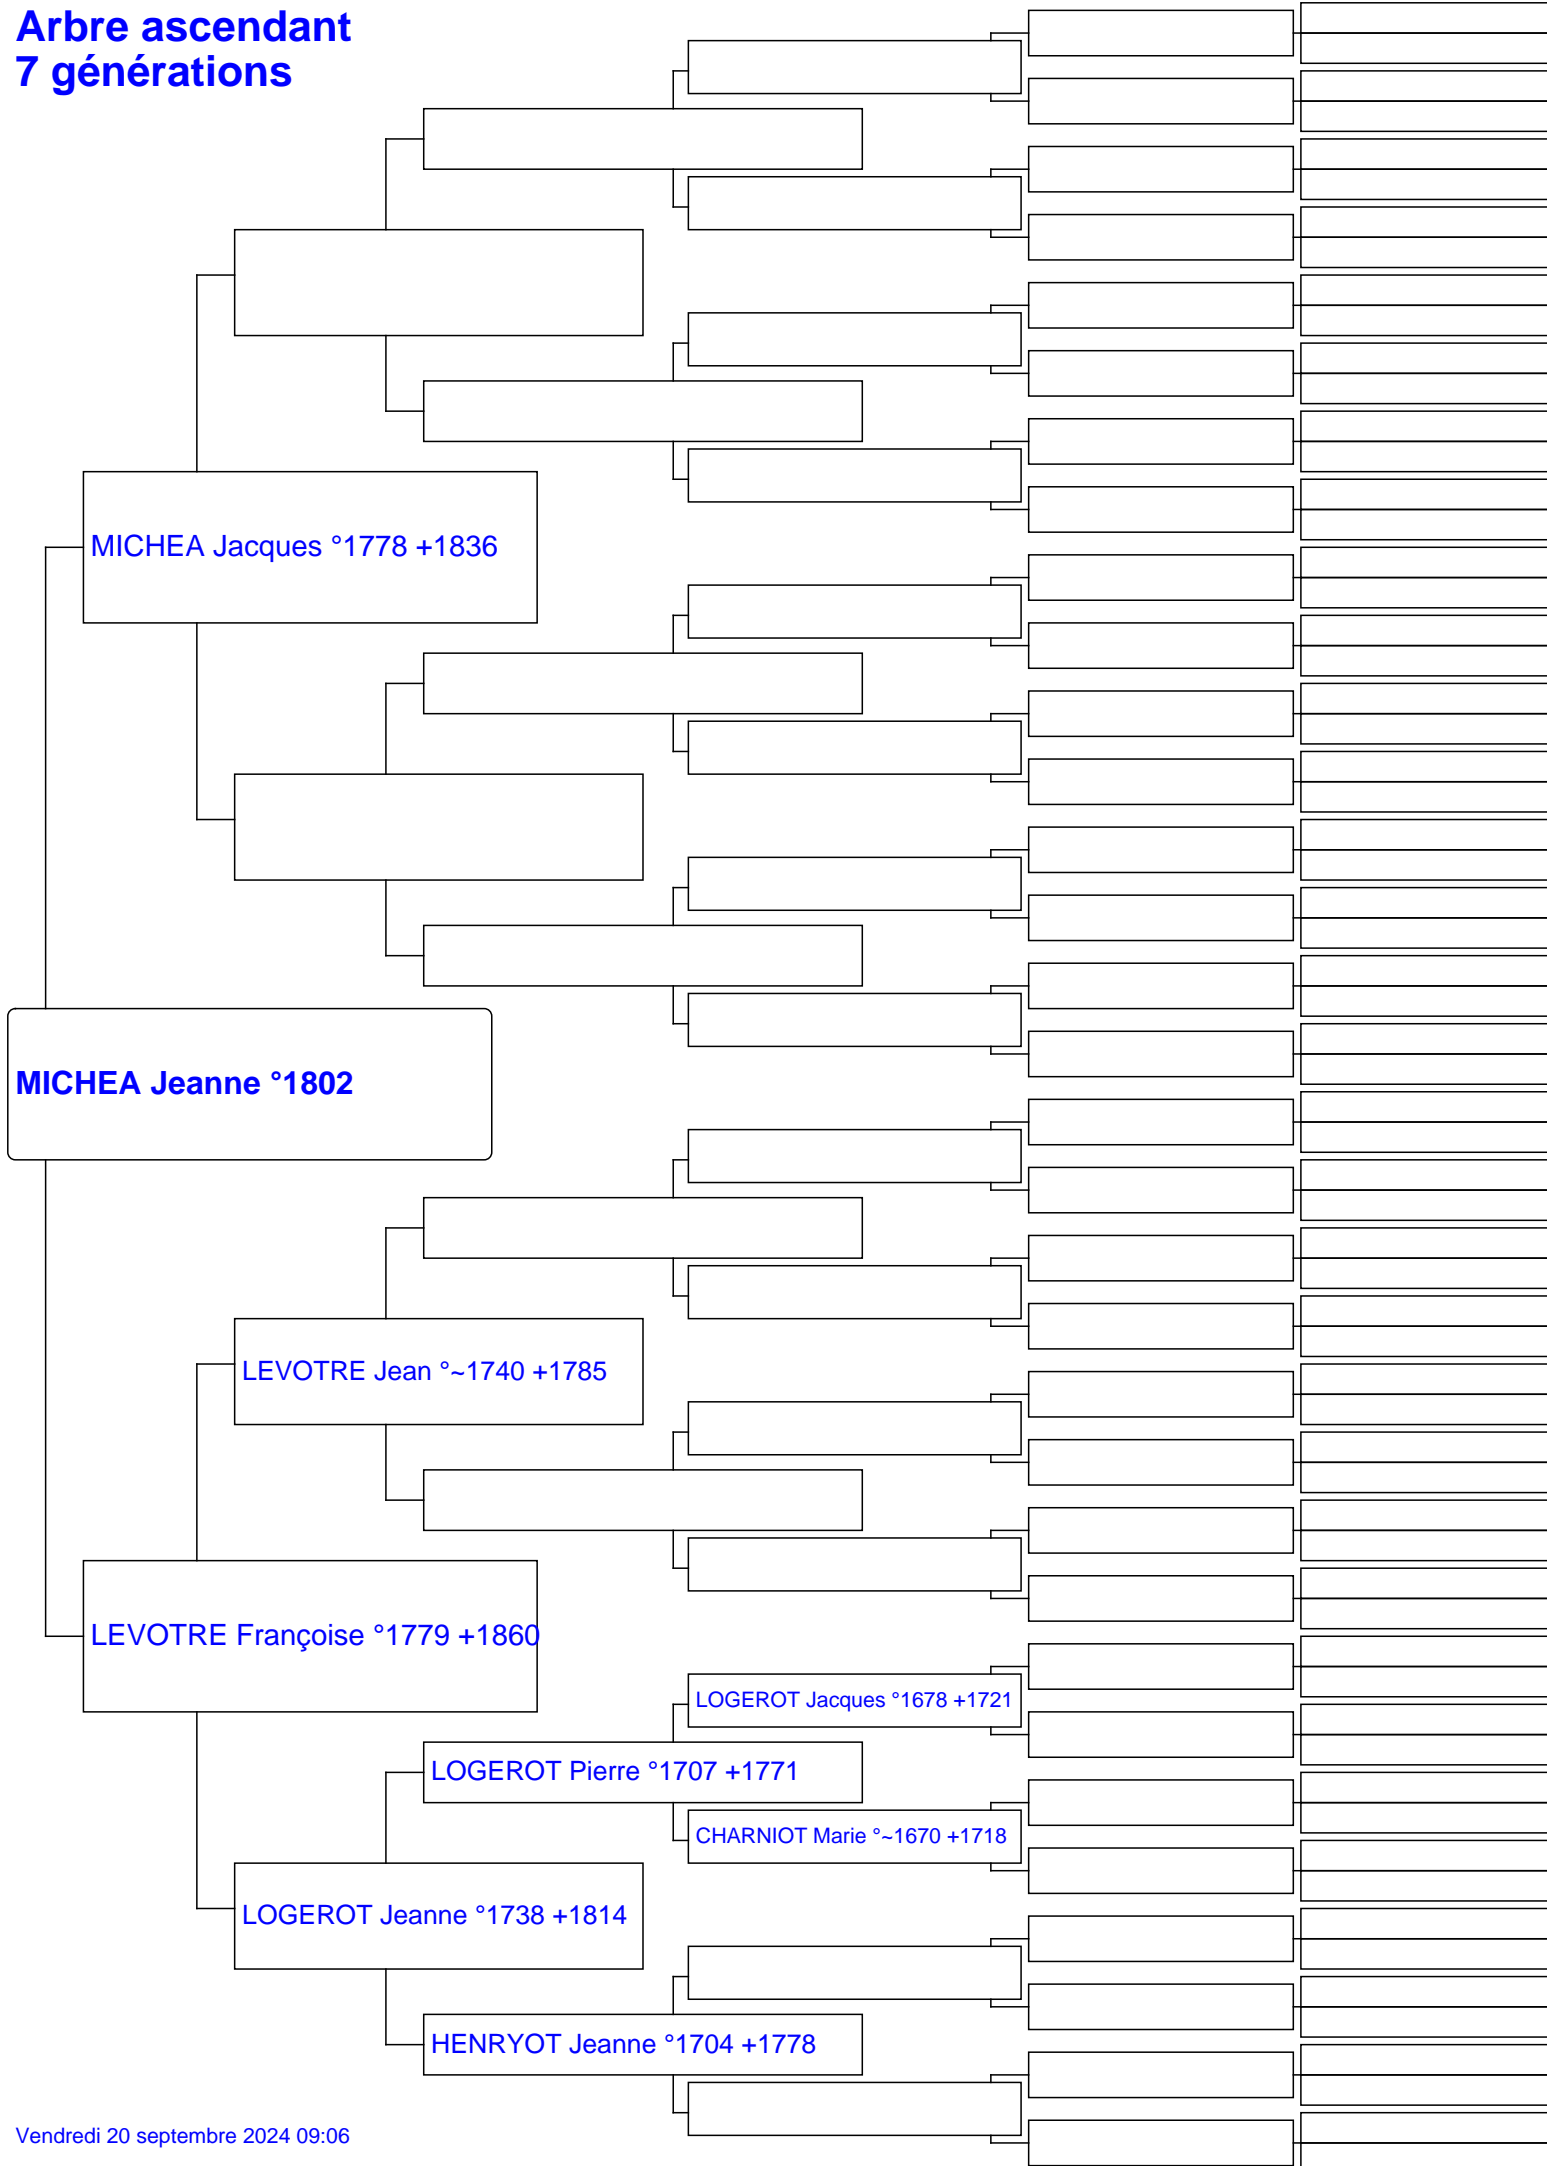 Arbre ascendant
7 générations
MICHEA Jacques °1778 +1836
MICHEA Jeanne °1802
LEVOTRE Jean °~1740 +1785
LEVOTRE Françoise °1779 +1860
LOGEROT Jacques °1678 +1721
LOGEROT Pierre °1707 +1771
CHARNIOT Marie °~1670 +1718
LOGEROT Jeanne °1738 +1814
HENRYOT Jeanne °1704 +1778
Vendredi 20 septembre 2024 09:06